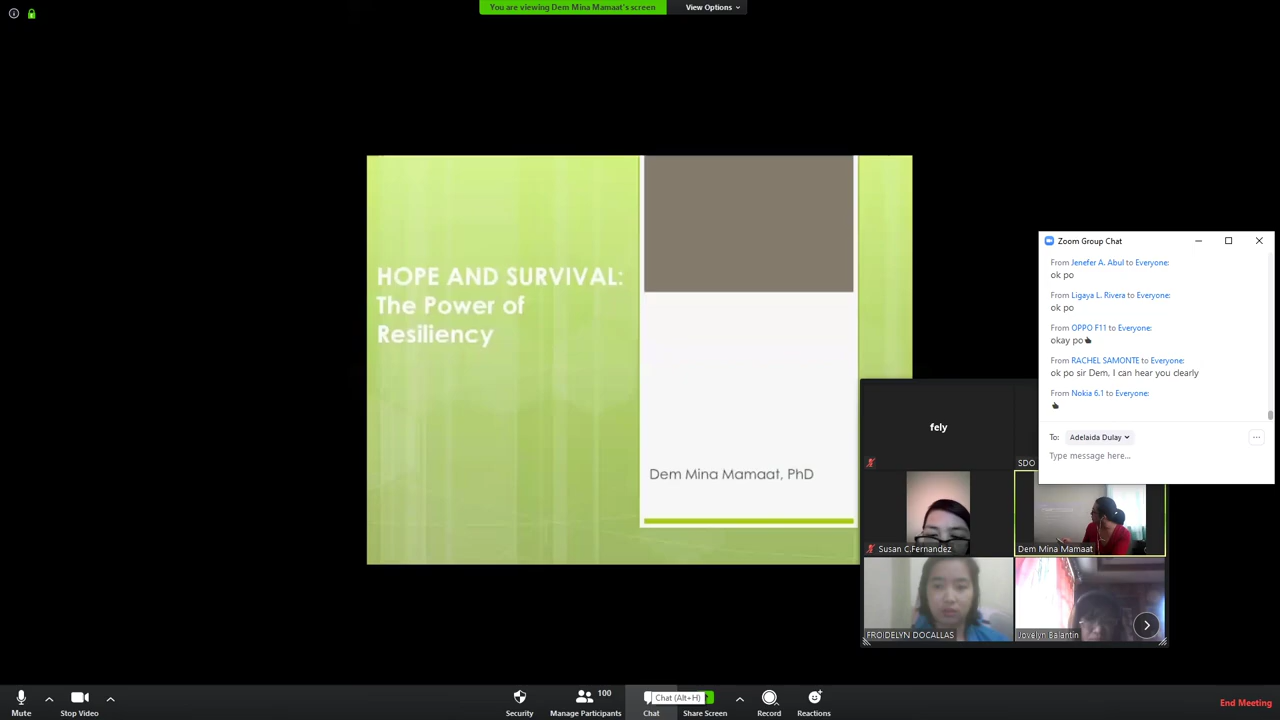 You are viewing Dem Mina Mamaat's screen
View Options
HOPE AND SURVIVAL:
The Power of
Resiliency
Dem Mina Mamaat, PhD
Zoom Group Chat
From Jenefer A. Abul to Everyone:
ok po
From Ligaya L. Rivera to Everyone:
ok po
From OPPO F11 to Everyone:
okay po
From RACHEL SAMONTE to Everyone:
ok po sir Dem, I can hear you clearly
From Nokia 6.1 to Everyone:
To: Adelaida Dulay
Type message here...
fely
SDO
Susan C.Fernandez
Dem Mina Mamaat
FROIDELYN DOCALLAS
Jovelyn Balantin
Mute
Stop Video
Security
Manage Participants
100
Chat
Chat (Alt+H)
Share Screen
Record
Reactions
End Meeting